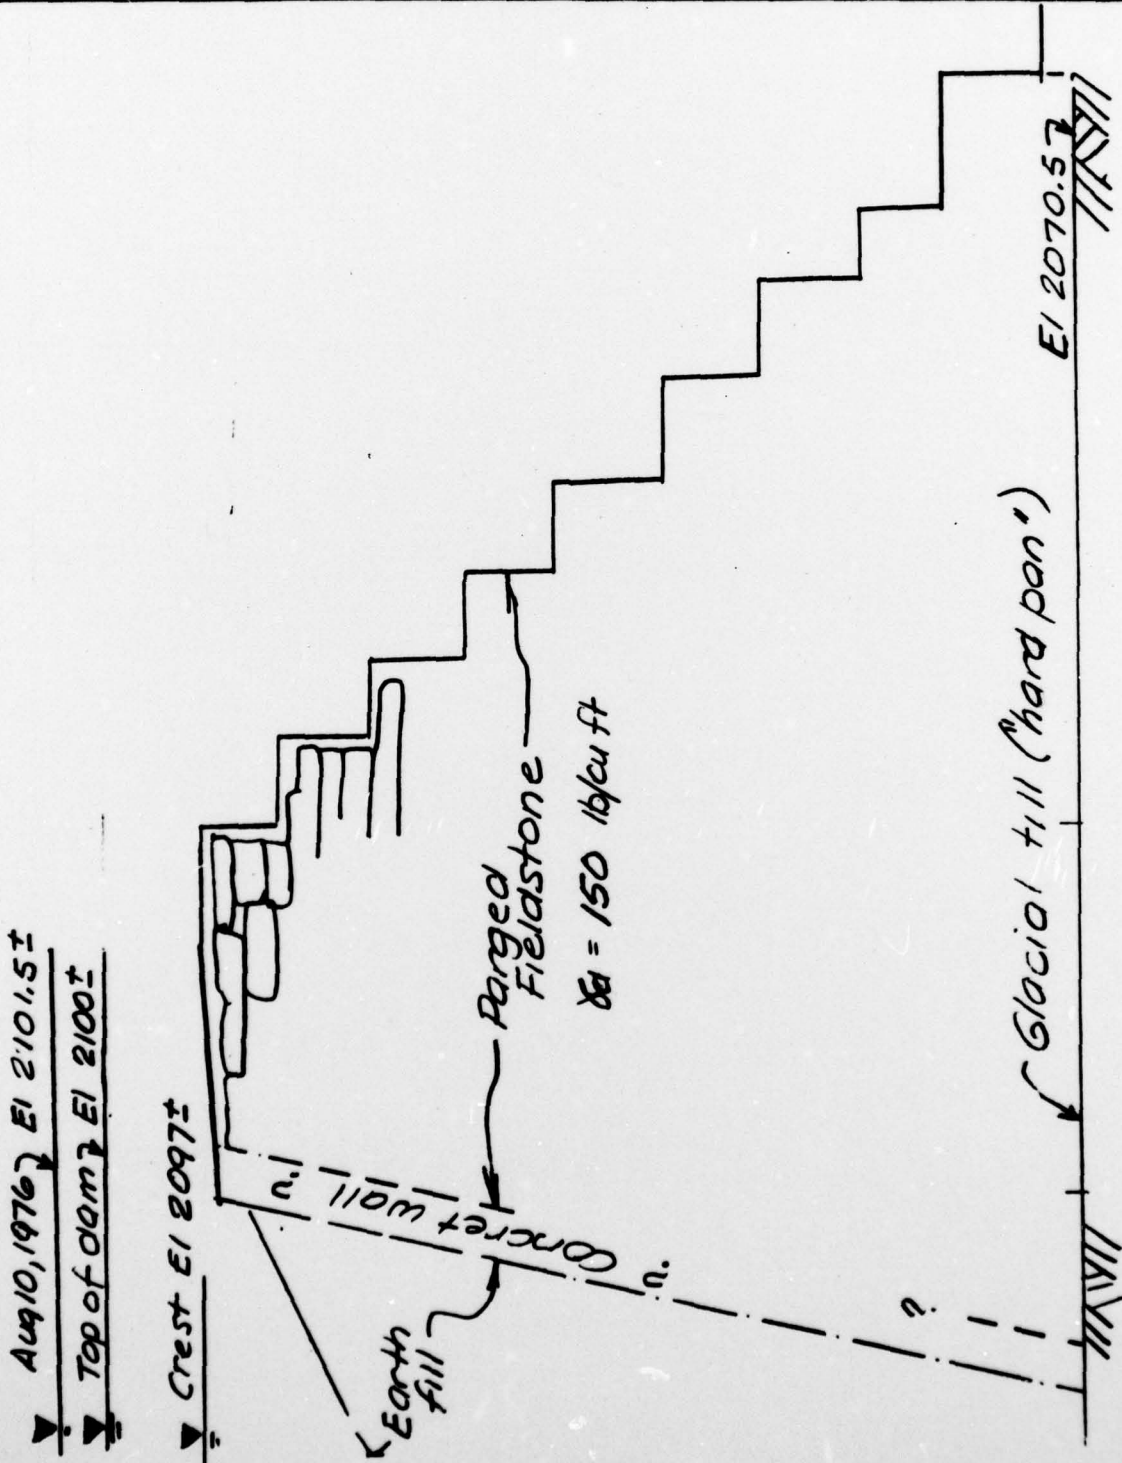 Aug 10, 1976 El 2101.5±
Top of dam El 2100±
Crest El 2097±
Earth
fill
?
Concret wall
?
?
Parged
Fieldstone
γd = 150 lb/cu ft
Glacial till ("hard pan")
El 2070.5